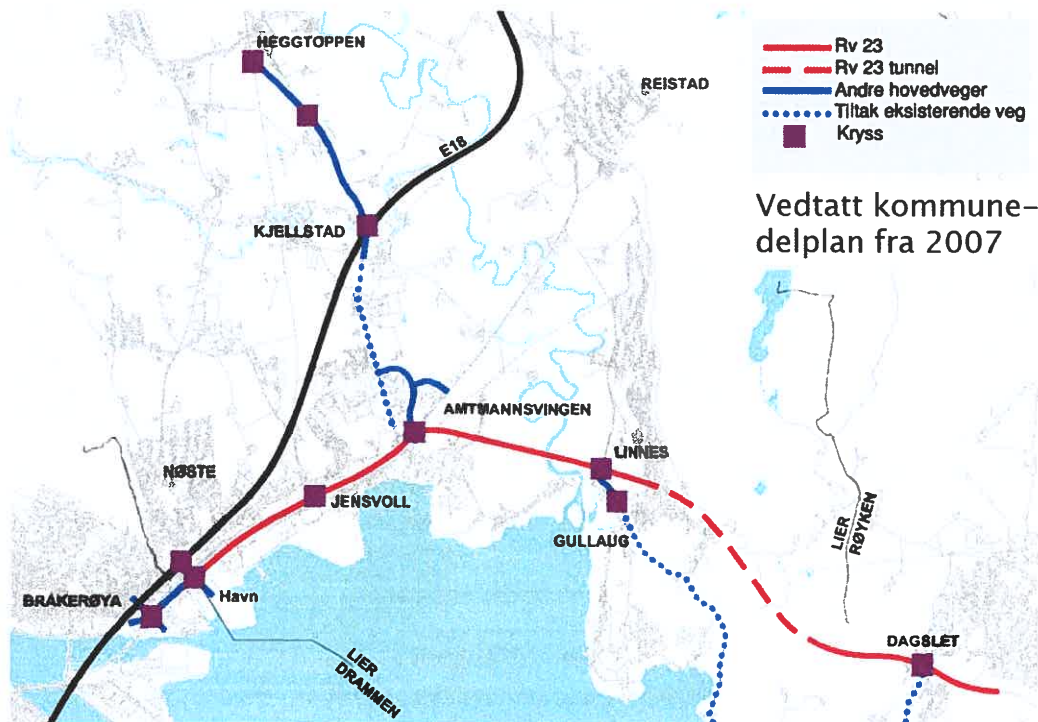 HEGGTOPPEN
REISTAD
E18
KJELLSTAD
AMTMANNSVINGEN
LINNES
NØSTE
JENSVOLL
GULLAUG
BRAKERØYA
Havn
LIER
DRAMMEN
DAGSLET
LIER
RØYKEN
Rv 23
Rv 23 tunnel
Andre hovedveger
Tiltak eksisterende veg
Kryss
Vedtatt kommune-
delplan fra 2007